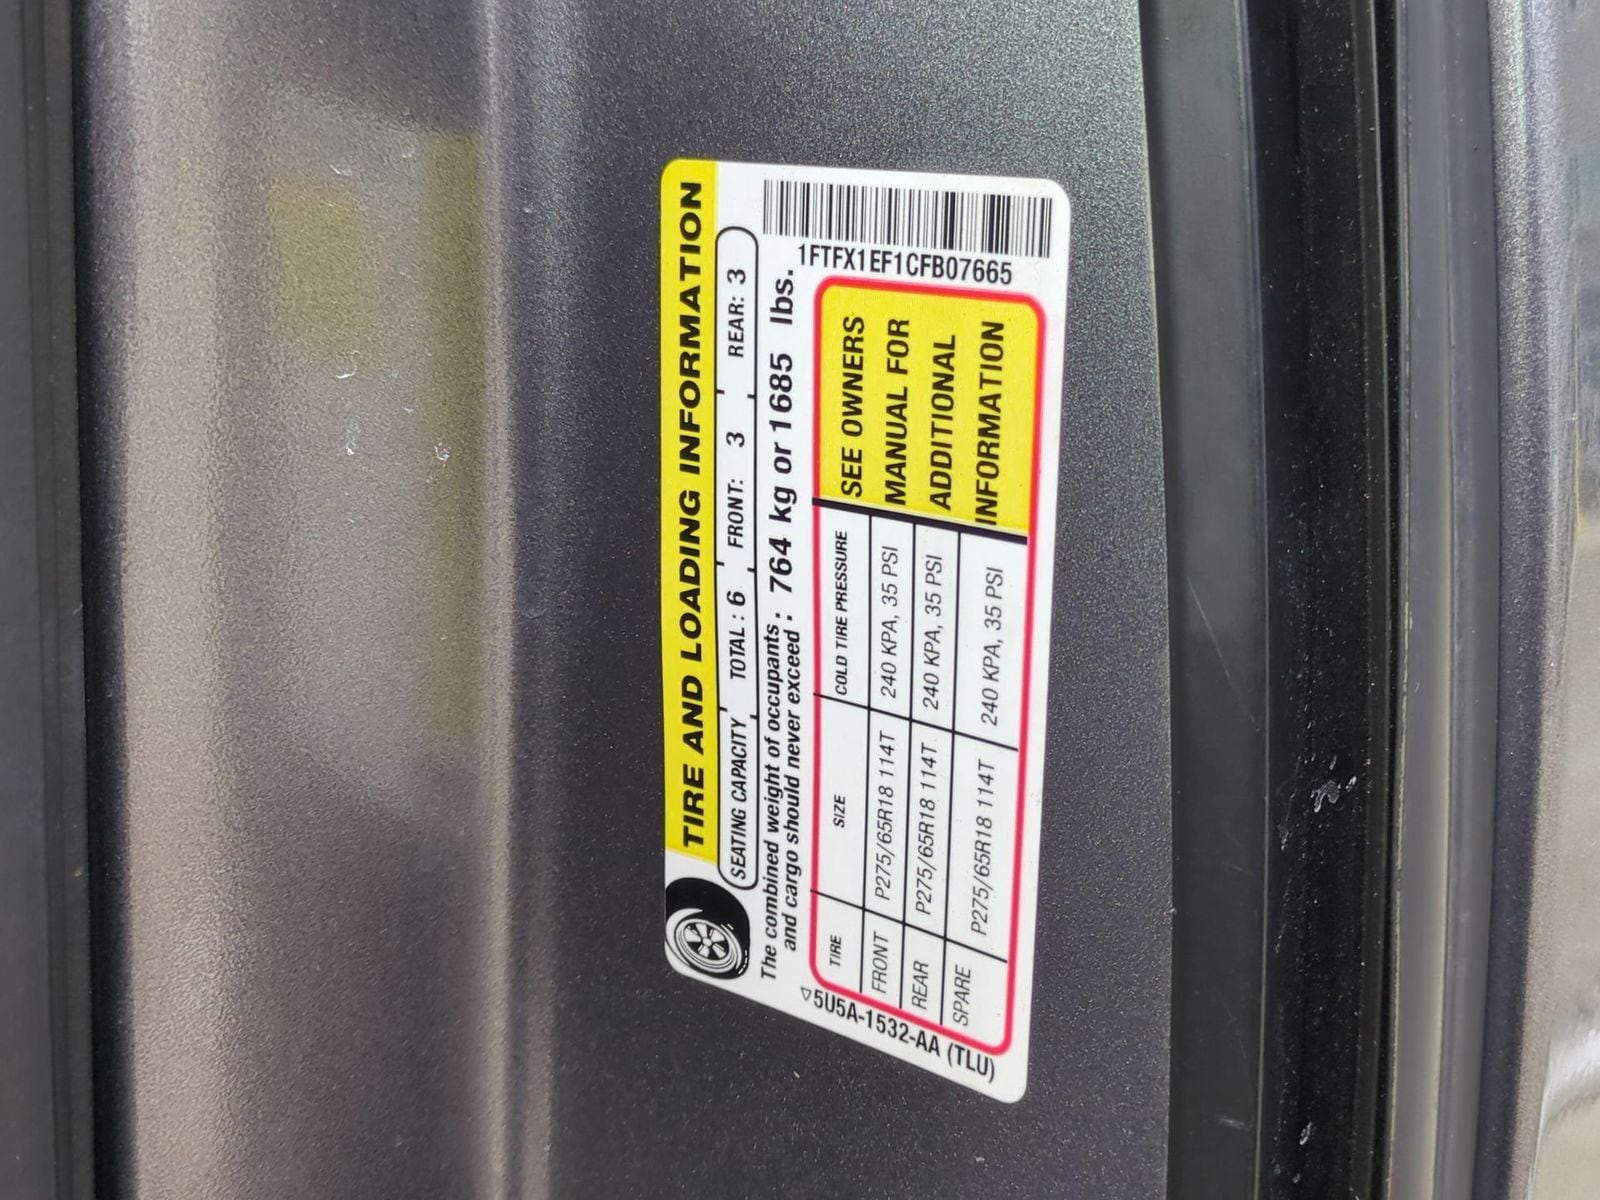 TIRE AND LOADING INFORMATION
SEATING CAPACITY TOTAL : 6 FRONT: 3 REAR: 3
The combined weight of occupants
and cargo should never exceed : 764 kg or 1685 lbs.
TIRE SIZE COLD TIRE PRESSURE
FRONT P275/65R18 114T 240 KPA, 35 PSI
REAR P275/65R18 114T 240 KPA, 35 PSI
SPARE P275/65R18 114T 240 KPA, 35 PSI
SEE OWNERS
MANUAL FOR
ADDITIONAL
INFORMATION
1FTFX1EF1CFB07665
5U5A-1532-AA (TLU)